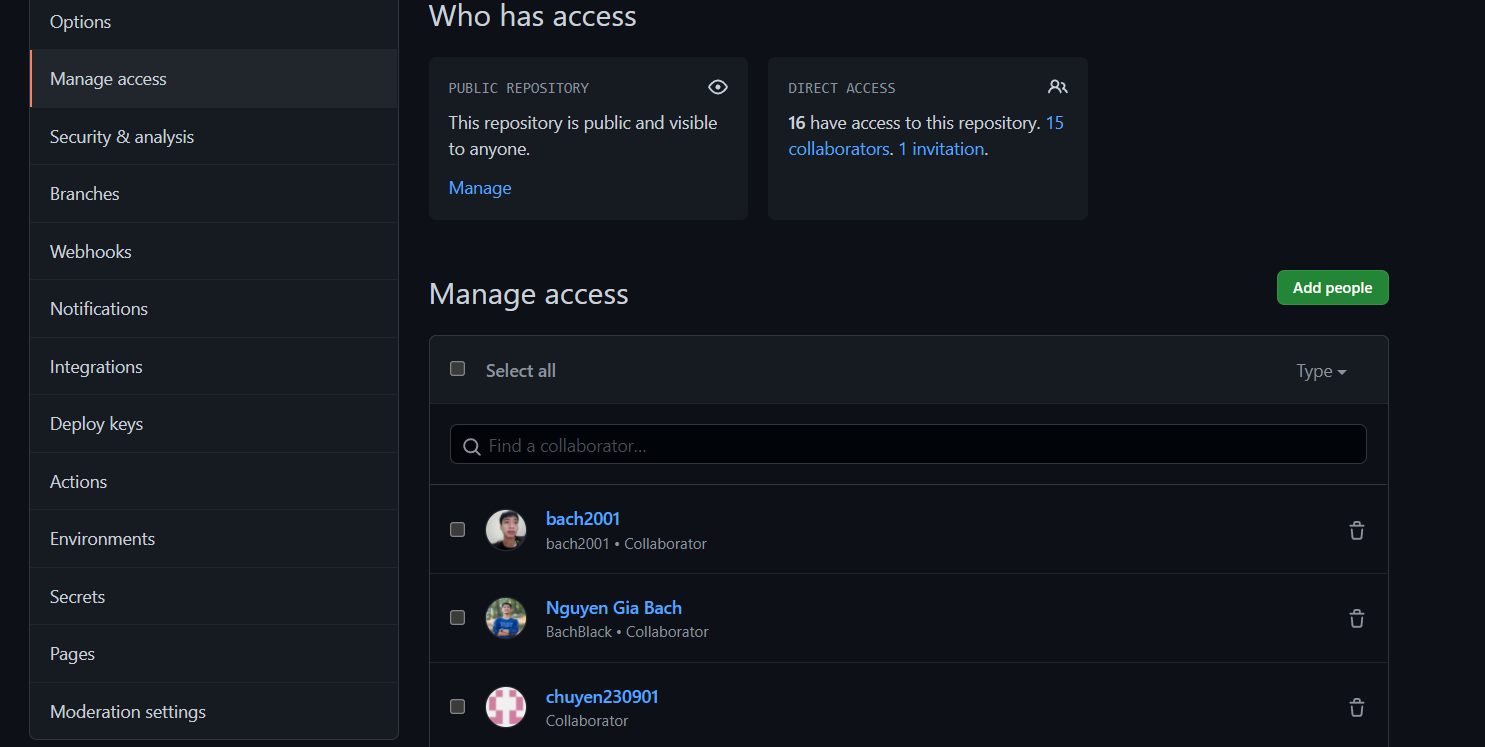 Options
Manage access
Security & analysis
Branches
Webhooks
Notifications
Integrations
Deploy keys
Actions
Environments
Secrets
Pages
Moderation settings
Who has access
PUBLIC REPOSITORY
This repository is public and visible
to anyone.
Manage
DIRECT ACCESS
16 have access to this repository. 15
collaborators. 1 invitation.
Manage access
Add people
Select all
Type
Find a collaborator...
bach2001
bach2001 • Collaborator
Nguyen Gia Bach
BachBlack • Collaborator
chuyen230901
Collaborator